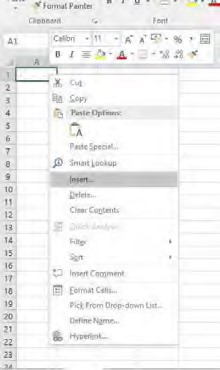 Format Painter
Clipboard
Font
A1
Calibri 11 A A % 
B I A .00
A
1
2
3
4
5
6
7
8
9
10
11
12
13
14
15
16
17
18
19
20
21
22
23
24
Cut
Copy
Paste Options:
A
Paste Special...
Smart Lookup
Insert...
Delete...
Clear Contents
Quick Analysis
Filter
Sort
Insert Comment
Format Cells...
Pick From Drop-down List...
Define Name...
Hyperlink...